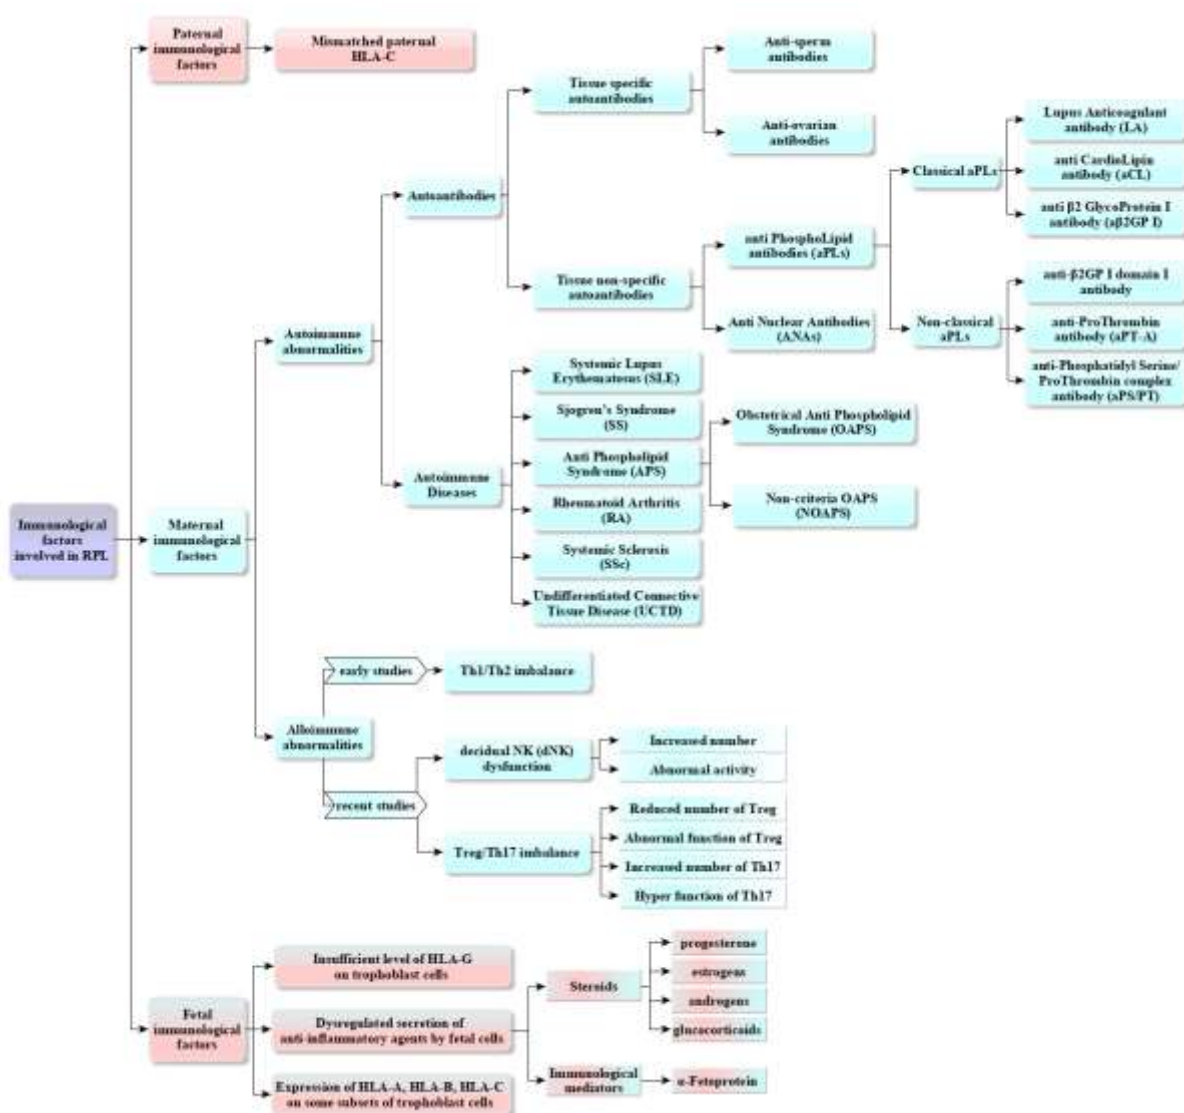 Paternal
immunological
factors
Mismatched paternal
HLA-C
Tissue specific
autoantibodies
Anti-sperm
antibodies
Anti-ovarian
antibodies
Autoantibodies
Tissue non-specific
autoantibodies
anti PhosphoLipid
antibodies (aPLs)
Anti Nuclear Antibodies
(ANAs)
Classical aPLs
Lupus Anticoagulant
antibody (LA)
anti CardioLipin
antibody (aCL)
anti β2 GlycoProtein I
antibody (aβ2GP I)
Non-classical
aPLs
anti-β2GP I domain I
antibody
anti-ProThrombin
antibody (aPT-A)
anti-Phosphatidyl Serine/
ProThrombin complex
antibody (aPS/PT)
Autoimmune
abnormalities
Autoimmune
Diseases
Systemic Lupus
Erythematosus (SLE)
Sjogren's Syndrome
(SS)
Anti Phospholipid
Syndrome (APS)
Obstetrical Anti Phospholipid
Syndrome (OAPS)
Non-criteria OAPS
(NOAPS)
Rheumatoid Arthritis
(RA)
Systemic Sclerosis
(SSc)
Undifferentiated Connective
Tissue Disease (UCTD)
Immunological
factors
involved in RPL
Maternal
immunological
factors
Alloimmune
abnormalities
early studies
Th1/Th2 imbalance
recent studies
decidual NK (dNK)
dysfunction
Increased number
Abnormal activity
Treg/Th17 imbalance
Reduced number of Treg
Abnormal function of Treg
Increased number of Th17
Hyper function of Th17
Fetal
immunological
factors
Insufficient level of HLA-G
on trophoblast cells
Dysregulated secretion of
anti-inflammatory agents by fetal cells
Steroids
progesterone
estrogens
androgens
glucocorticoids
Immunological
mediators
α-Fetoprotein
Expression of HLA-A, HLA-B, HLA-C
on some subsets of trophoblast cells